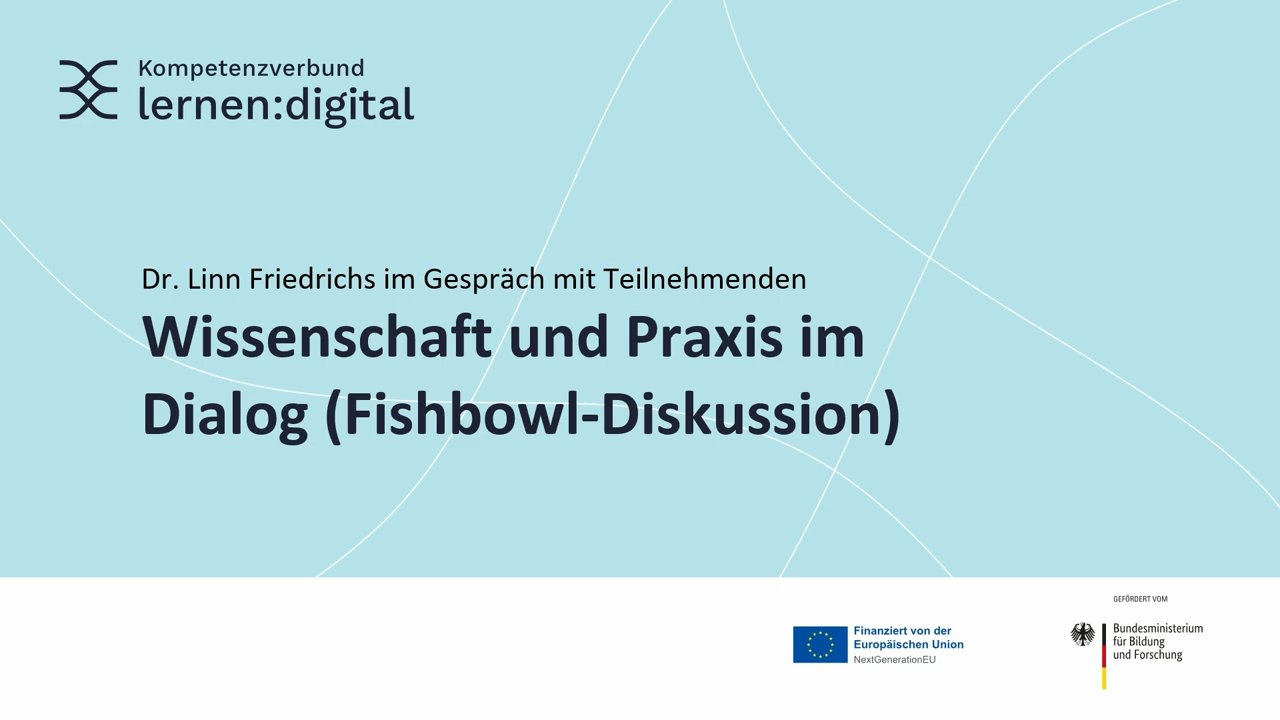 Kompetenzverbund
lernen:digital
Dr. Linn Friedrichs im Gespräch mit Teilnehmenden
Wissenschaft und Praxis im
Dialog (Fishbowl-Diskussion)
Finanziert von der
Europäischen Union
NextGenerationEU
GEFÖRDERT VOM
Bundesministerium
für Bildung
und Forschung